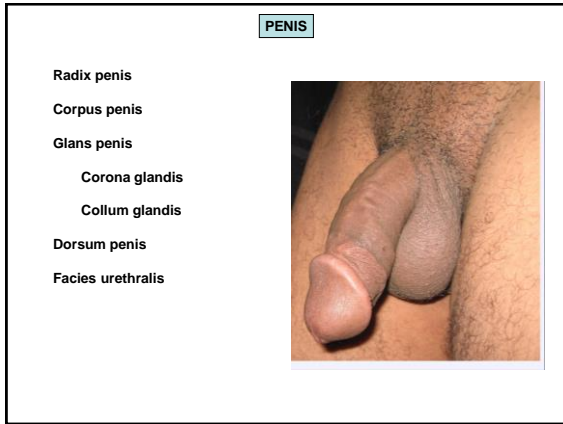 PENIS
Radix penis
Corpus penis
Glans penis
Corona glandis
Collum glandis
Dorsum penis
Facies urethralis